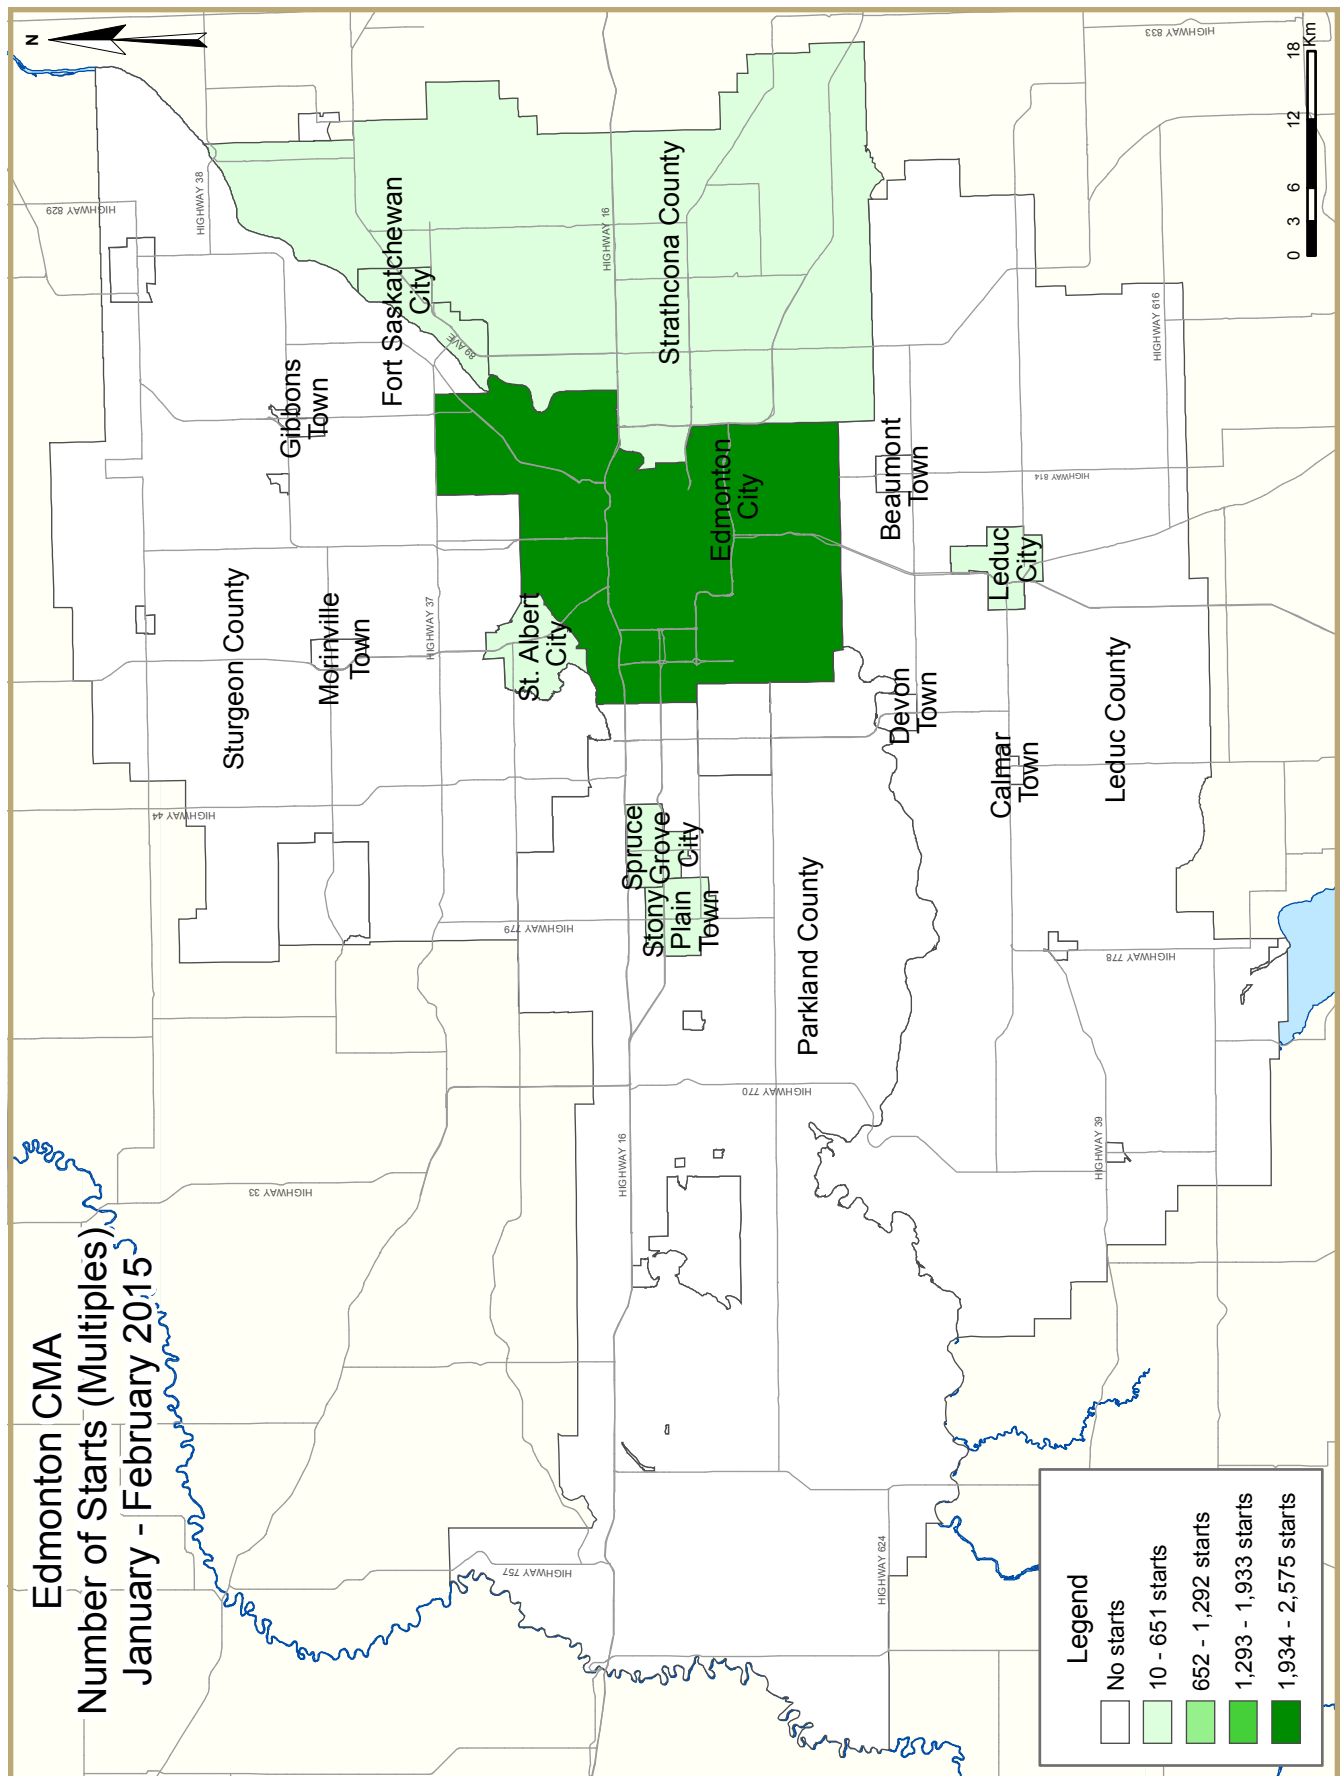 Edmonton CMA
Number of Starts (Multiples)
January - February 2015
N
HIGHWAY 829
HIGHWAY 38
HIGHWAY 833
HIGHWAY 44
HIGHWAY 33
Sturgeon County
Gibbons
Town
Morinville
Town
Fort Saskatchewan
City
89 AVE
HIGHWAY 37
St. Albert
City
HIGHWAY 779
HIGHWAY 757
HIGHWAY 16
HIGHWAY 16
Spruce
Grove
City
Stony
Plain
Town
Strathcona County
Edmonton
City
HIGHWAY 770
Parkland County
Beaumont
Town
Devon
Town
HIGHWAY 624
Leduc
City
Calmar
Town
HIGHWAY 814
Leduc County
HIGHWAY 39
HIGHWAY 778
HIGHWAY 616
Legend
No starts
10 - 651 starts
652 - 1,292 starts
1,293 - 1,933 starts
1,934 - 2,575 starts
0 3 6 12 18
Km